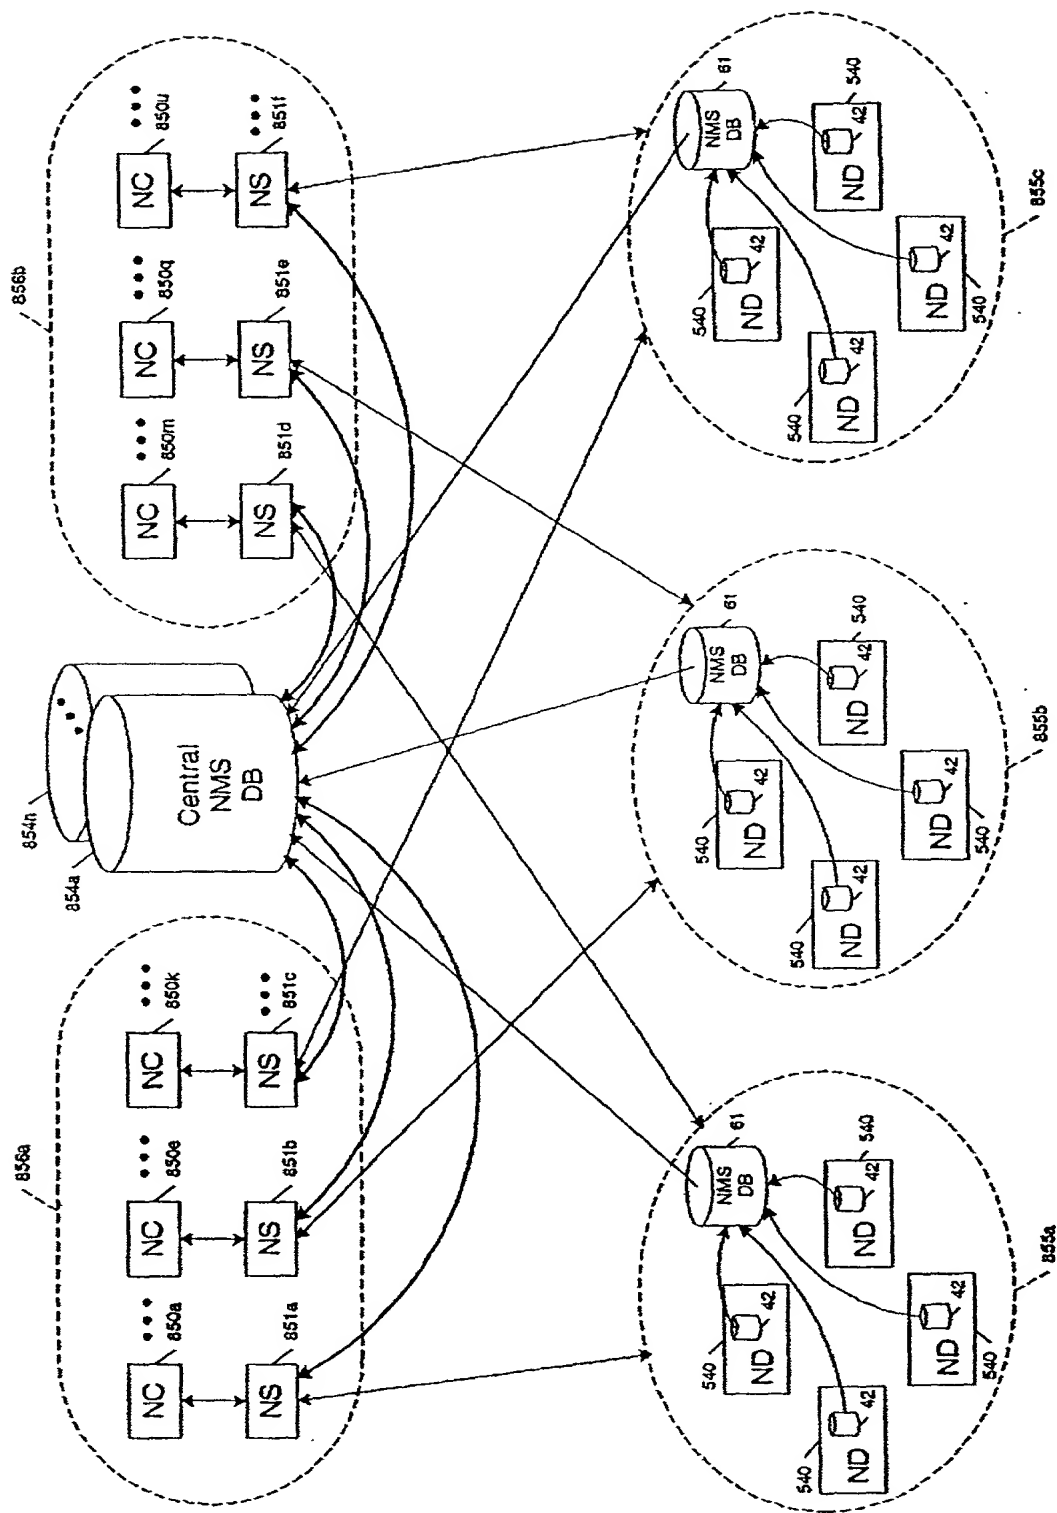 856a
850a
850e
850k
NC
NC
NC
851a
851b
851c
NS
NS
NS
854n
854a
Central
NMS
DB
856b
850m
850q
850u
NC
NC
NC
851d
851e
851f
NS
NS
NS
61
NMS
DB
540
42
ND
540
42
ND
540
42
ND
540
42
ND
855a
61
NMS
DB
540
42
ND
540
42
ND
540
42
ND
540
42
ND
855b
61
NMS
DB
540
42
ND
540
42
ND
540
42
ND
540
42
ND
855c